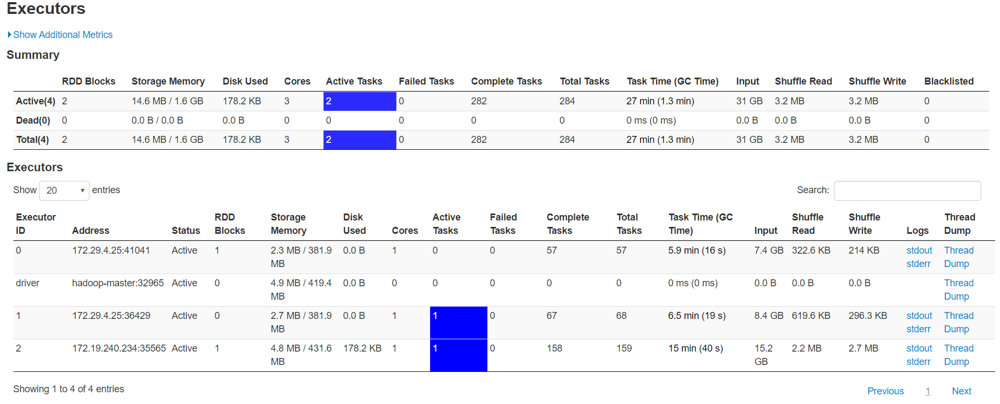 Executors
Show Additional Metrics
Summary
RDD Blocks Storage Memory Disk Used Cores Active Tasks Failed Tasks Complete Tasks Total Tasks Task Time (GC Time) Input Shuffle Read Shuffle Write Blacklisted
Active(4) 2 14.6 MB / 1.6 GB 178.2 KB 3 2 0 282 284 27 min (1.3 min) 31 GB 3.2 MB 3.2 MB 0
Dead(0) 0 0.0 B / 0.0 B 0.0 B 0 0 0 0 0 0 ms (0 ms) 0.0 B 0.0 B 0.0 B 0
Total(4) 2 14.6 MB / 1.6 GB 178.2 KB 3 2 0 282 284 27 min (1.3 min) 31 GB 3.2 MB 3.2 MB 0
Executors
Show 20 entries Search:
Executor RDD Storage Disk Active Failed Complete Total Task Time (GC Shuffle Shuffle Thread
ID Address Status Blocks Memory Used Cores Tasks Tasks Tasks Tasks Time) Input Read Write Logs Dump
0 172.29.4.25:41041 Active 1 2.3 MB / 381.9 0.0 B 1 0 0 57 57 5.9 min (16 s) 7.4 GB 322.6 KB 214 KB stdout Thread
MB stderr Dump
driver hadoop-master:32965 Active 0 4.9 MB / 419.4 0.0 B 0 0 0 0 0 0 ms (0 ms) 0.0 B 0.0 B 0.0 B Thread
MB Dump
1 172.29.4.25:36429 Active 0 2.7 MB / 381.9 0.0 B 1 1 0 67 68 6.5 min (19 s) 8.4 GB 619.6 KB 296.3 KB stdout Thread
MB stderr Dump
2 172.19.240.234:35565 Active 1 4.8 MB / 431.6 178.2 KB 1 1 0 158 159 15 min (40 s) 15.2 2.2 MB 2.7 MB stdout Thread
MB GB stderr Dump
Showing 1 to 4 of 4 entries Previous 1 Next